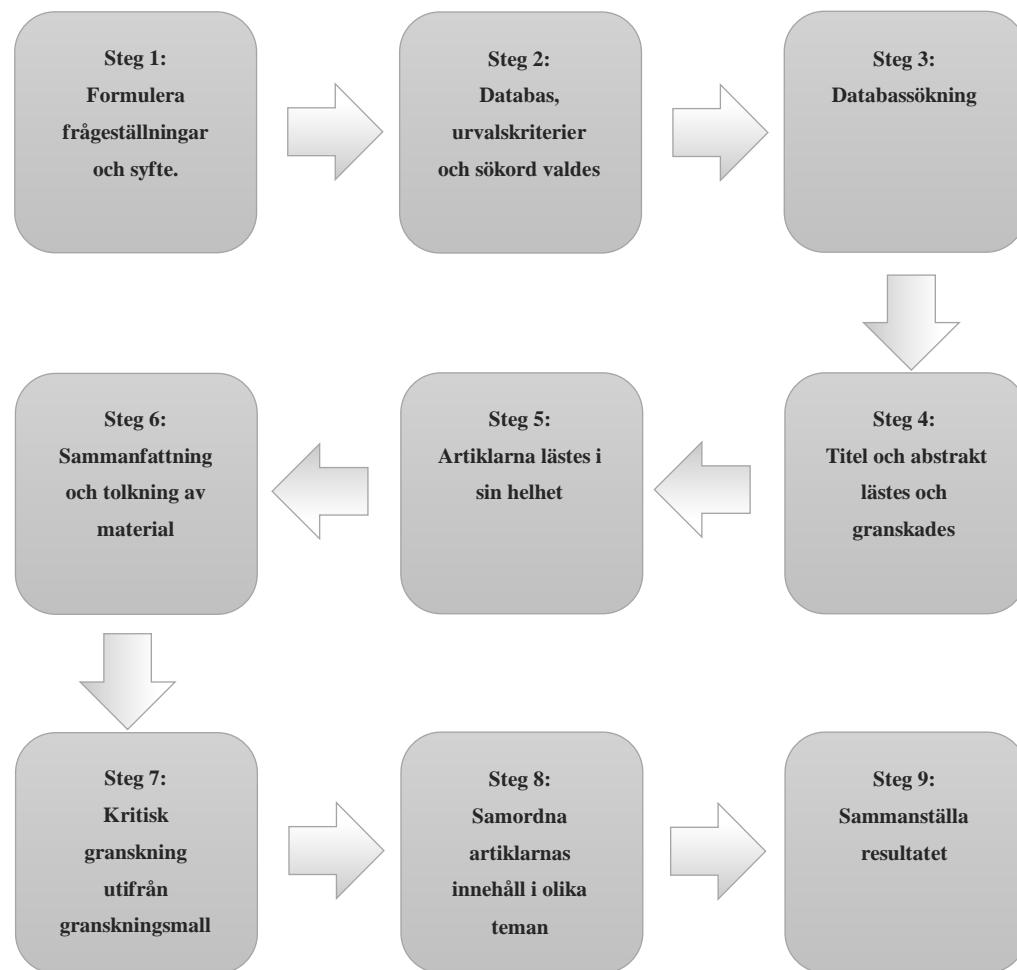 Steg 1:
Formulera
frågeställningar
och syfte.
Steg 2:
Databas,
urvalskriterier
och sökord valdes
Steg 3:
Databassökning
Steg 4:
Titel och abstrakt
lästes och
granskades
Steg 5:
Artiklarna lästes i
sin helhet
Steg 6:
Sammanfattning
och tolkning av
material
Steg 7:
Kritisk
granskning
utifrån
granskningsmall
Steg 8:
Samordna
artiklarnas
innehåll i olika
teman
Steg 9:
Sammanställa
resultatet